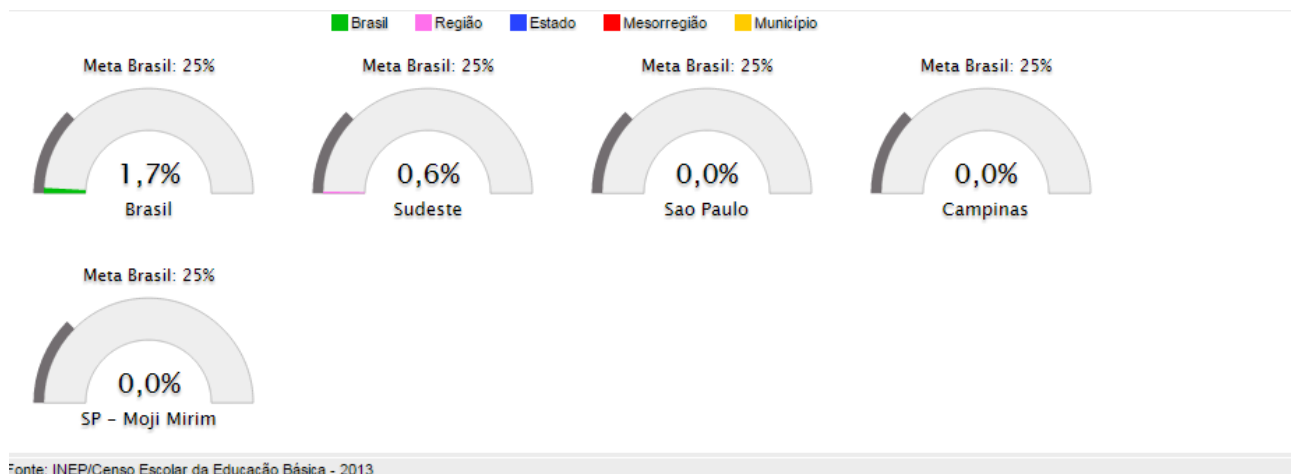 Brasil Região Estado Mesorregião Município
Meta Brasil: 25% Meta Brasil: 25% Meta Brasil: 25% Meta Brasil: 25%
1,7% 0,6% 0,0% 0,0%
Brasil Sudeste Sao Paulo Campinas
Meta Brasil: 25%
0,0%
SP – Moji Mirim
Fonte: INEP/Censo Escolar da Educação Básica - 2013